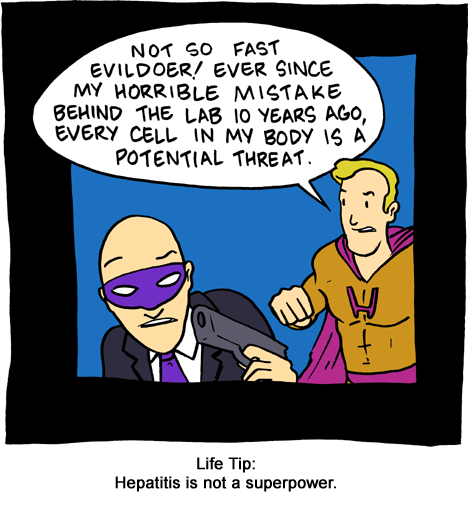 NOT SO FAST
EVILDOER! EVER SINCE
MY HORRIBLE MISTAKE
BEHIND THE LAB 10 YEARS AGO,
EVERY CELL IN MY BODY IS A
POTENTIAL THREAT.
H
Life Tip:
Hepatitis is not a superpower.